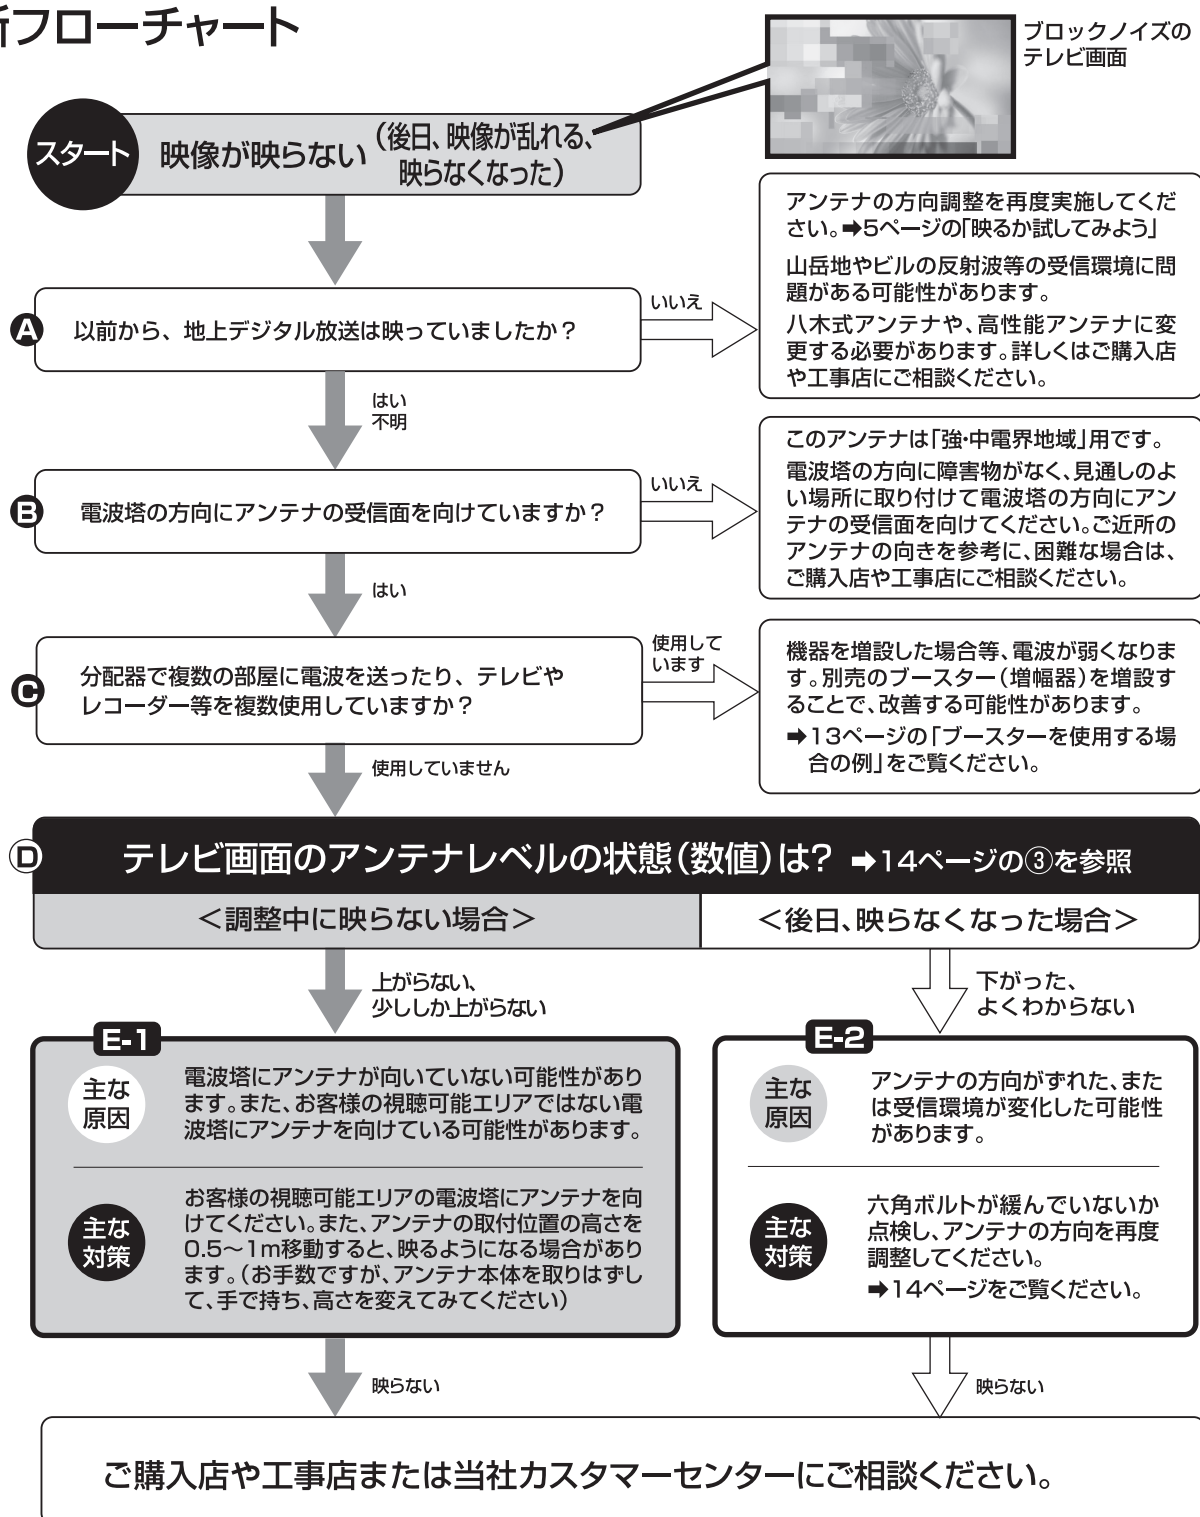 フローチャート
ブロックノイズの
テレビ画面
スタート
映像が映らない
(後日、映像が乱れる、
映らなくなった)
A
以前から、地上デジタル放送は映っていましたか？
いいえ
アンテナの方向調整を再度実施してくだ
さい。➡5ページの「映るか試してみよう」
山岳地やビルの反射波等の受信環境に問
題がある可能性があります。
八木式アンテナや、高性能アンテナに変
更する必要があります。詳しくはご購入店
や工事店にご相談ください。
はい
不明
B
電波塔の方向にアンテナの受信面を向けていますか？
いいえ
このアンテナは「強・中電界地域」用です。
電波塔の方向に障害物がなく、見通しのよ
い場所に取り付けて電波塔の方向にアン
テナの受信面を向けてください。ご近所の
アンテナの向きを参考に、困難な場合は、
ご購入店や工事店にご相談ください。
はい
C
分配器で複数の部屋に電波を送ったり、テレビや
レコーダー等を複数使用していますか？
使用して
います
機器を増設した場合等、電波が弱くなりま
す。別売のブースター（増幅器）を増設す
ることで、改善する可能性があります。
➡13ページの「ブースターを使用する場
合の例」をご覧ください。
使用していません
D
テレビ画面のアンテナレベルの状態（数値）は？ ➡14ページの③を参照
＜調整中に映らない場合＞
＜後日、映らなくなった場合＞
上がらない、
少ししか上がらない
下がった、
よくわからない
E-1
主な
原因
電波塔にアンテナが向いていない可能性があり
ます。また、お客様の視聴可能エリアではない電
波塔にアンテナを向けている可能性があります。
主な
対策
お客様の視聴可能エリアの電波塔にアンテナを向
けてください。また、アンテナの取付位置の高さを
0.5〜1m移動すると、映るようになる場合があり
ます。（お手数ですが、アンテナ本体を取りはずし
て、手で持ち、高さを変えてみてください）
E-2
主な
原因
アンテナの方向がずれた、また
は受信環境が変化した可能性
があります。
主な
対策
六角ボルトが緩んでいないか
点検し、アンテナの方向を再度
調整してください。
➡14ページをご覧ください。
映らない
映らない
ご購入店や工事店または当社カスタマーセンターにご相談ください。